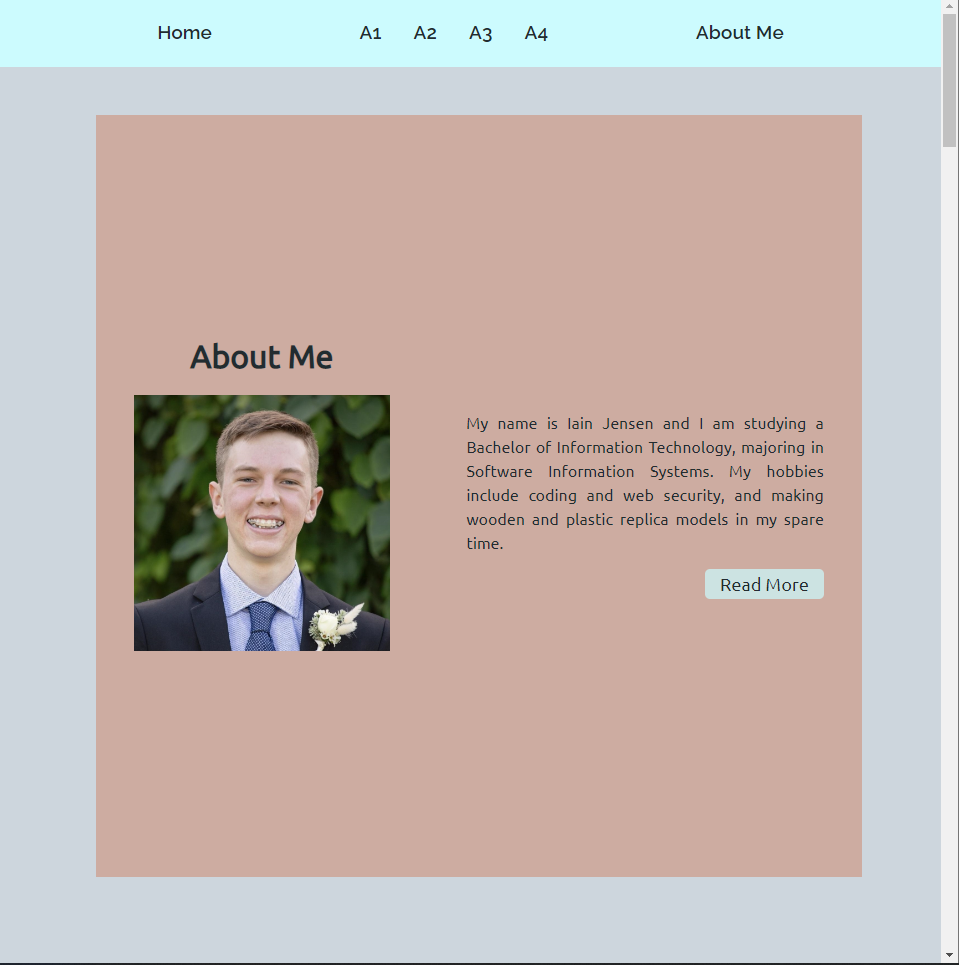 Home A1 A2 A3 A4 About Me
About Me
My name is Iain Jensen and I am studying a
Bachelor of Information Technology, majoring in
Software Information Systems. My hobbies
include coding and web security, and making
wooden and plastic replica models in my spare
time.
Read More